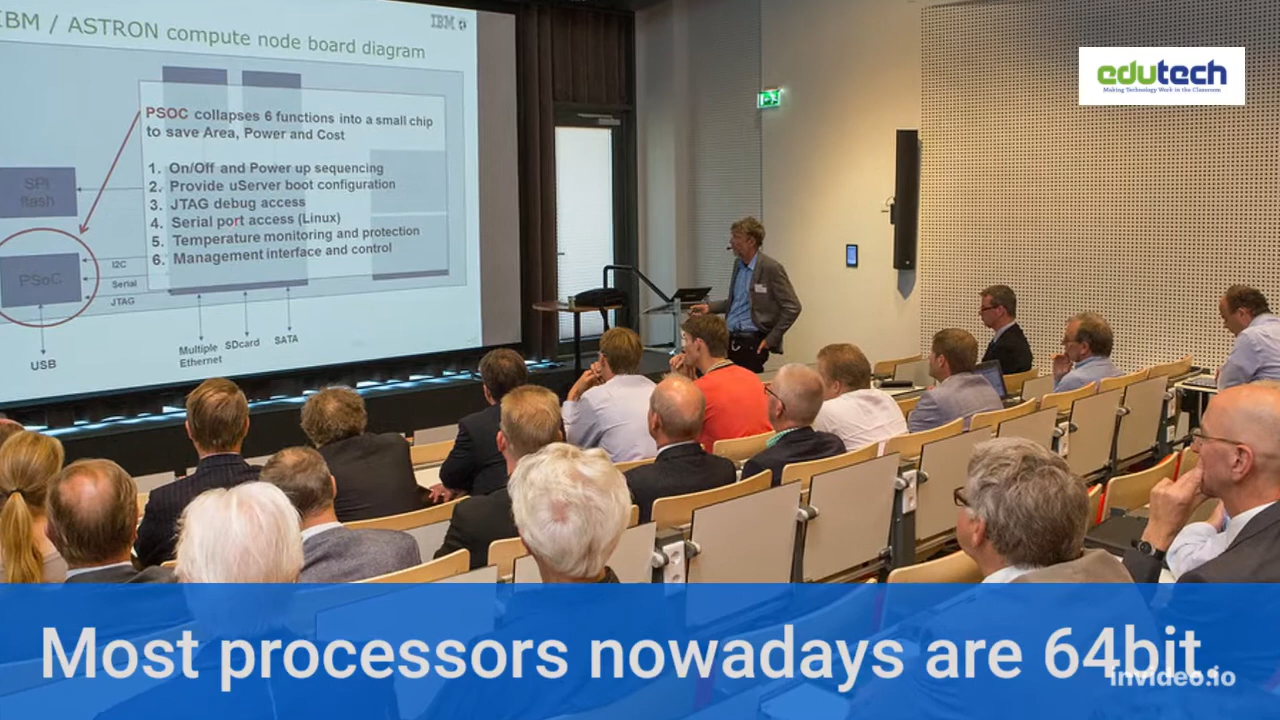 IBM / ASTRON compute node board diagram
IBM
edutech
Making Technology Work in the Classroom
PSOC collapses 6 functions into a small chip
to save Area, Power and Cost
1. On/Off and Power up sequencing
2. Provide uServer boot configuration
3. JTAG debug access
4. Serial port access (Linux)
5. Temperature monitoring and protection
6. Management interface and control
SPI
flash
PSoC
I2C
Serial
JTAG
USB
Multiple
Ethernet
SDcard
SATA
Most processors nowadays are 64bit
invideo.io